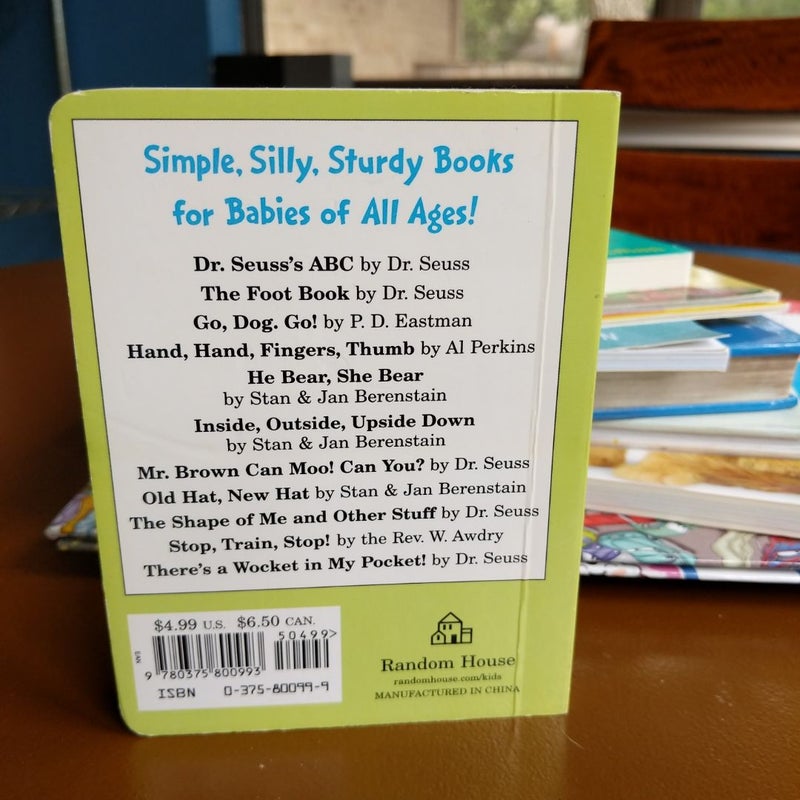 Simple, Silly, Sturdy Books
for Babies of All Ages!
Dr. Seuss's ABC by Dr. Seuss
The Foot Book by Dr. Seuss
Go, Dog. Go! by P. D. Eastman
Hand, Hand, Fingers, Thumb by Al Perkins
He Bear, She Bear
by Stan & Jan Berenstain
Inside, Outside, Upside Down
by Stan & Jan Berenstain
Mr. Brown Can Moo! Can You? by Dr. Seuss
Old Hat, New Hat by Stan & Jan Berenstain
The Shape of Me and Other Stuff by Dr. Seuss
Stop, Train, Stop! by the Rev. W. Awdry
There's a Wocket in My Pocket! by Dr. Seuss
$4.99 U.S. $6.50 CAN.
50499>
EAN
9 780375 800993
ISBN 0-375-80099-9
Random House
randomhouse.com/kids
MANUFACTURED IN CHINA